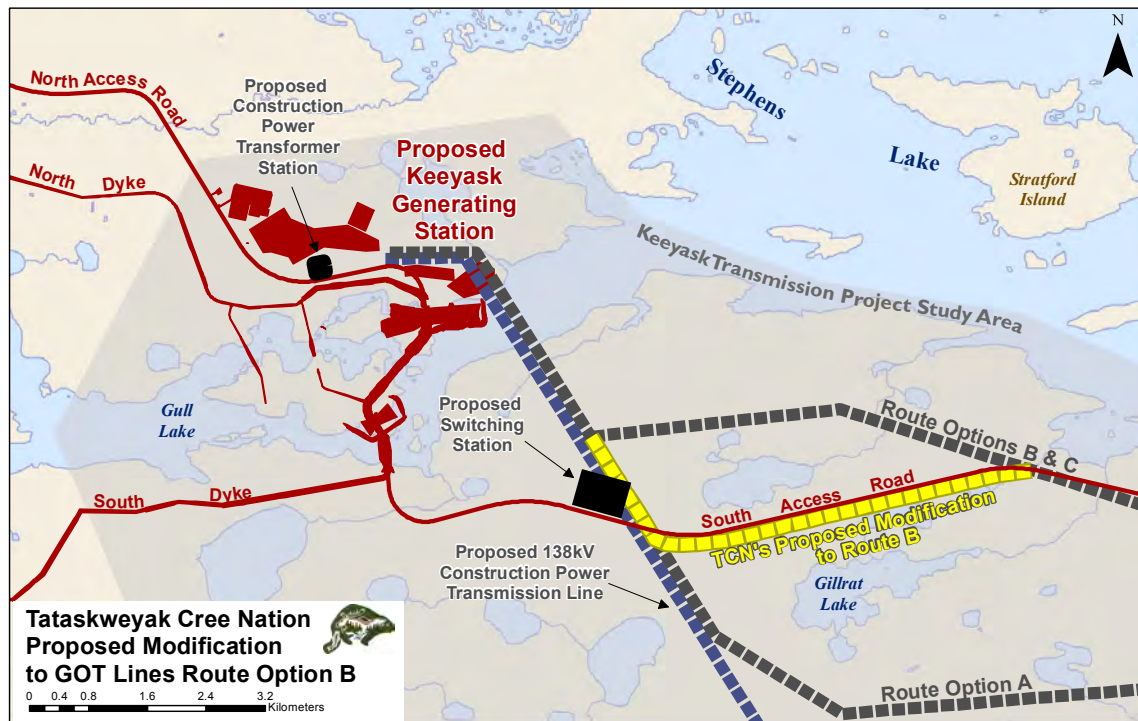 N
North Access Road
Proposed
Construction
Power
Transformer
Station
Stephens
Lake
Proposed
Keeyask
Generating
Station
North Dyke
Stratford
Island
Keeyask Transmission Project Study Area
Gull
Lake
Proposed
Switching
Station
Route Options B & C
South Dyke
South Access Road
TCN's Proposed Modification
to Route B
Proposed 138kV
Construction Power
Transmission Line
Gillrat
Lake
Route Option A
Tataskweyak Cree Nation
Proposed Modification
to GOT Lines Route Option B
0 0.4 0.8 1.6 2.4 3.2
Kilometers